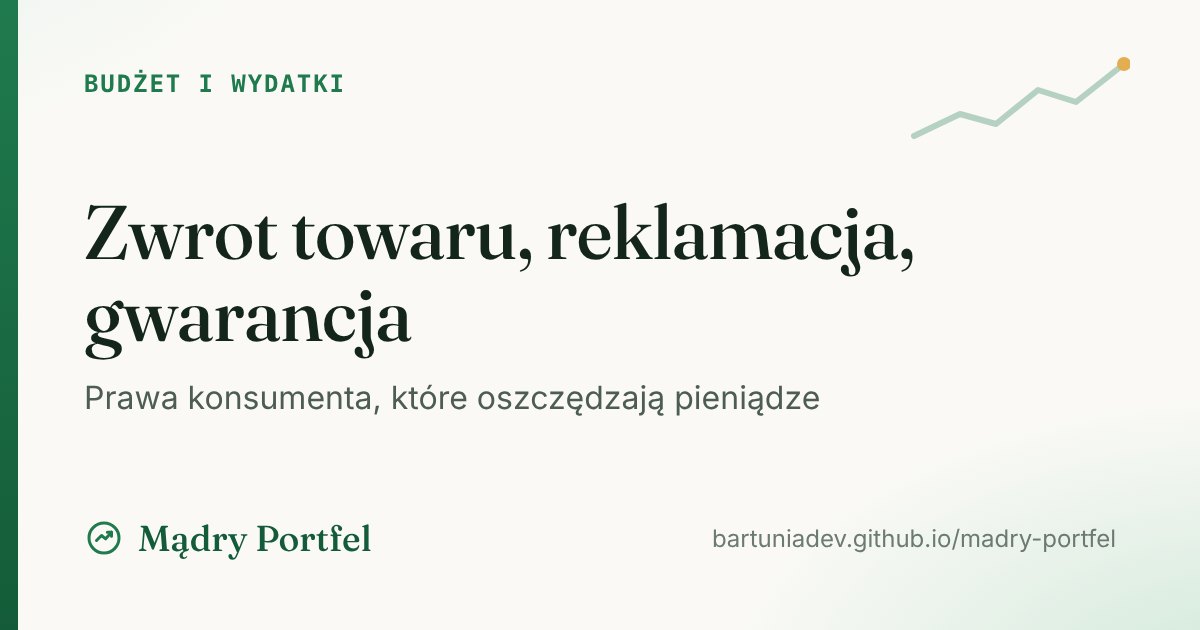 BUDŻET I WYDATKI
Zwrot towaru, reklamacja,
gwarancja
Prawa konsumenta, które oszczędzają pieniądze
Mądry Portfel
bartuniadev.github.io/madry-portfel